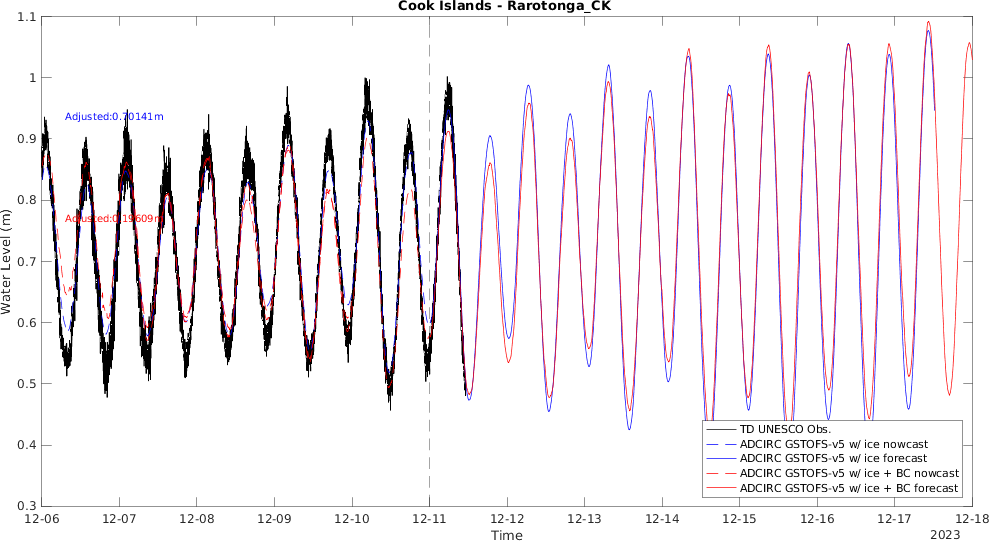 Cook Islands - Rarotonga_CK
1.1
1
0.9
0.8
0.7
0.6
0.5
0.4
0.3
Water Level (m)
Adjusted:0.70141m
Adjusted:0.19609m
TD UNESCO Obs.
ADCIRC GSTOFS-v5 w/ ice nowcast
ADCIRC GSTOFS-v5 w/ ice forecast
ADCIRC GSTOFS-v5 w/ ice + BC nowcast
ADCIRC GSTOFS-v5 w/ ice + BC forecast
12-06 12-07 12-08 12-09 12-10 12-11 12-12 12-13 12-14 12-15 12-16 12-17 12-18
Time
2023